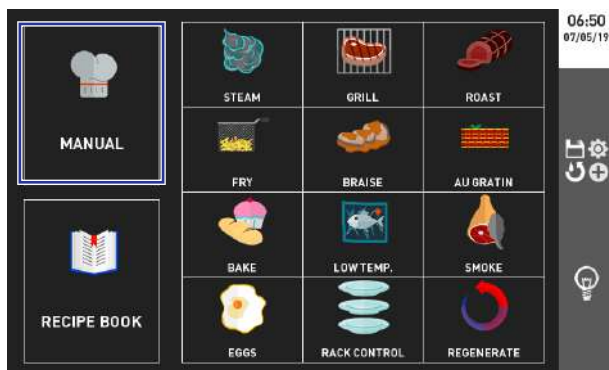 06:50
07/05/19
MANUAL
STEAM
GRILL
ROAST
FRY
BRAISE
AU GRATIN
RECIPE BOOK
BAKE
LOW TEMP.
SMOKE
EGGS
RACK CONTROL
REGENERATE